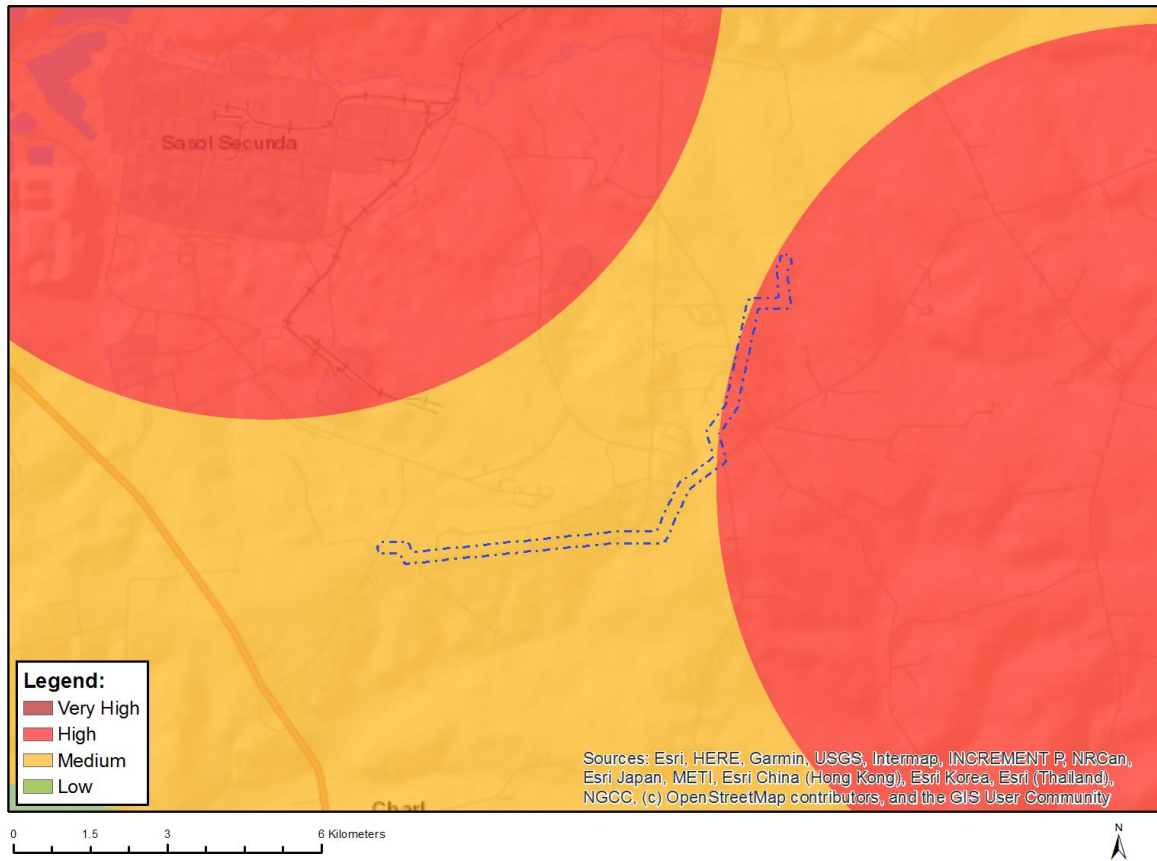 Sasol Secunda
Legend:
Very High
High
Medium
Low
Charl
Sources: Esri, HERE, Garmin, USGS, Intermap, INCREMENT P, NRCan,
Esri Japan, METI, Esri China (Hong Kong), Esri Korea, Esri (Thailand),
NGCC, (c) OpenStreetMap contributors, and the GIS User Community
0 1.5 3 6 Kilometers
N